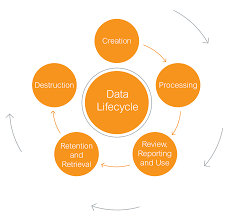 Creation
Processing
Review,
Reporting
and Use
Retention
and
Retrieval
Destruction
Data
Lifecycle